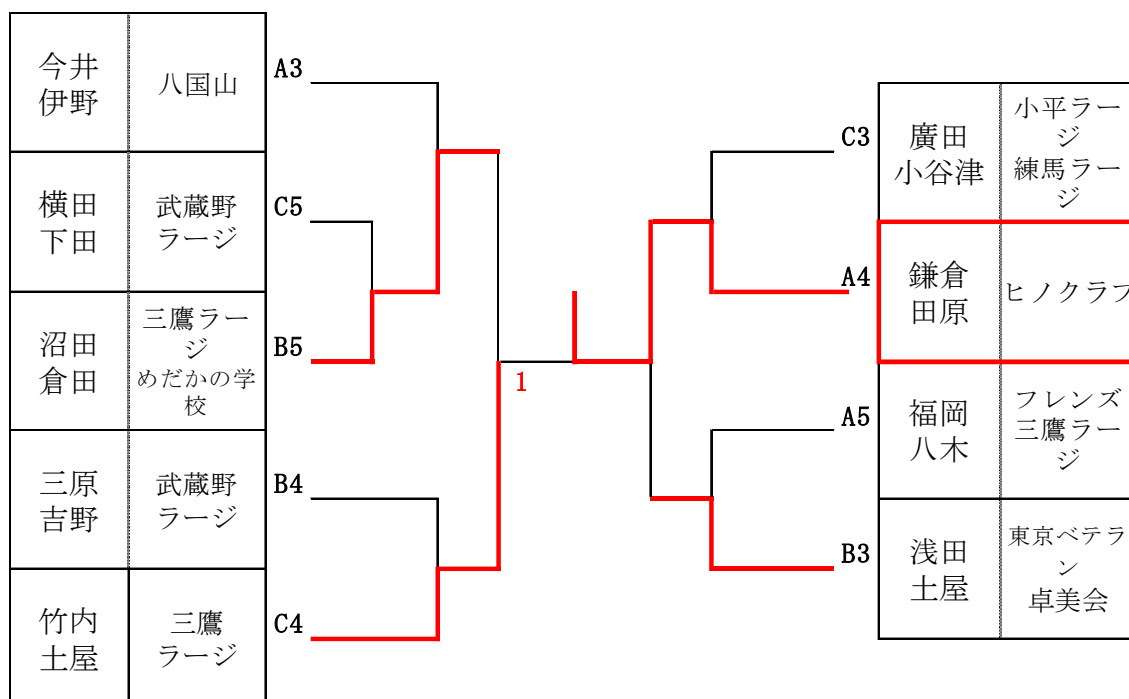 今井
伊野
八国山
A3
横田
下田
武蔵野
ラージ
C5
沼田
倉田
三鷹ラー
ジ
めだかの学
校
B5
三原
吉野
武蔵野
ラージ
B4
竹内
土屋
三鷹
ラージ
C4
1
C3
廣田
小谷津
小平ラー
ジ
練馬ラー
ジ
A4
鎌倉
田原
ヒノクラブ
A5
福岡
八木
フレンズ
三鷹ラー
ジ
B3
浅田
土屋
東京ベテラ
ン
卓美会